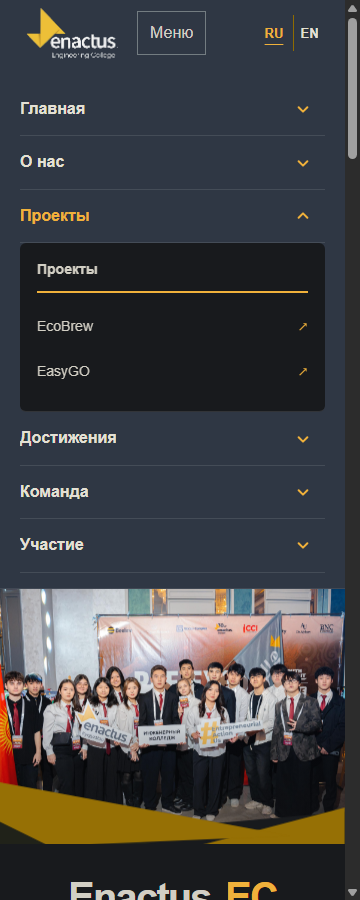 enactus
Engineering College
Меню
RU
EN
Главная
О нас
Проекты
Проекты
EcoBrew
EasyGO
Достижения
Команда
Участие
enactus
ИНЖЕНЕРНЫЙ
КОЛЛЕДЖ
Enactus EC